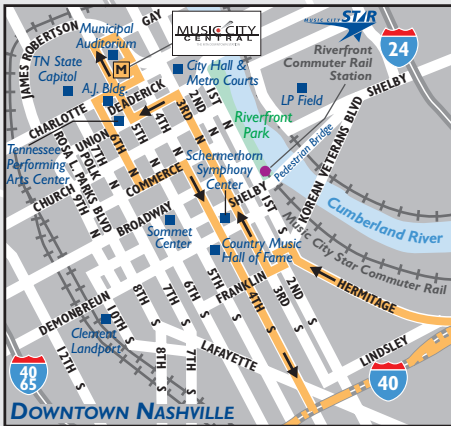 Municipal
Auditorium
GAY
MUSIC CITY
CENTRAL
MUSIC CITY
STAR
Riverfront
Commuter Rail
Station
24
JAMES ROBERTSON
TN State
Capitol
M
City Hall &
Metro Courts
SHELBY
A.J. Bldg.
DEADERICK
LP Field
CHARLOTTE
UNION
6TH N
5TH N
4TH N
3RD N
2ND N
1ST N
Riverfront
Park
Pedestrian Bridge
KOREAN VETERANS BLVD
Tennessee
Performing
Arts Center
ROSA L. PARKS BLVD
POLK
7TH N
Schermerhorn
Symphony
Center
COMMERCE
CHURCH
9TH N
SHELBY
1ST S
Cumberland River
BROADWAY
Sommet
Center
Country Music
Hall of Fame
Music City Star Commuter Rail
HERMITAGE
DEMONBREUN
FRANKLIN
10TH S
8TH S
7TH S
6TH S
5TH S
4TH S
3RD S
2ND S
Clement
Landport
12TH S
8TH S
7TH S
LAFAYETTE
LINDSLEY
40
65
40
DOWNTOWN NASHVILLE